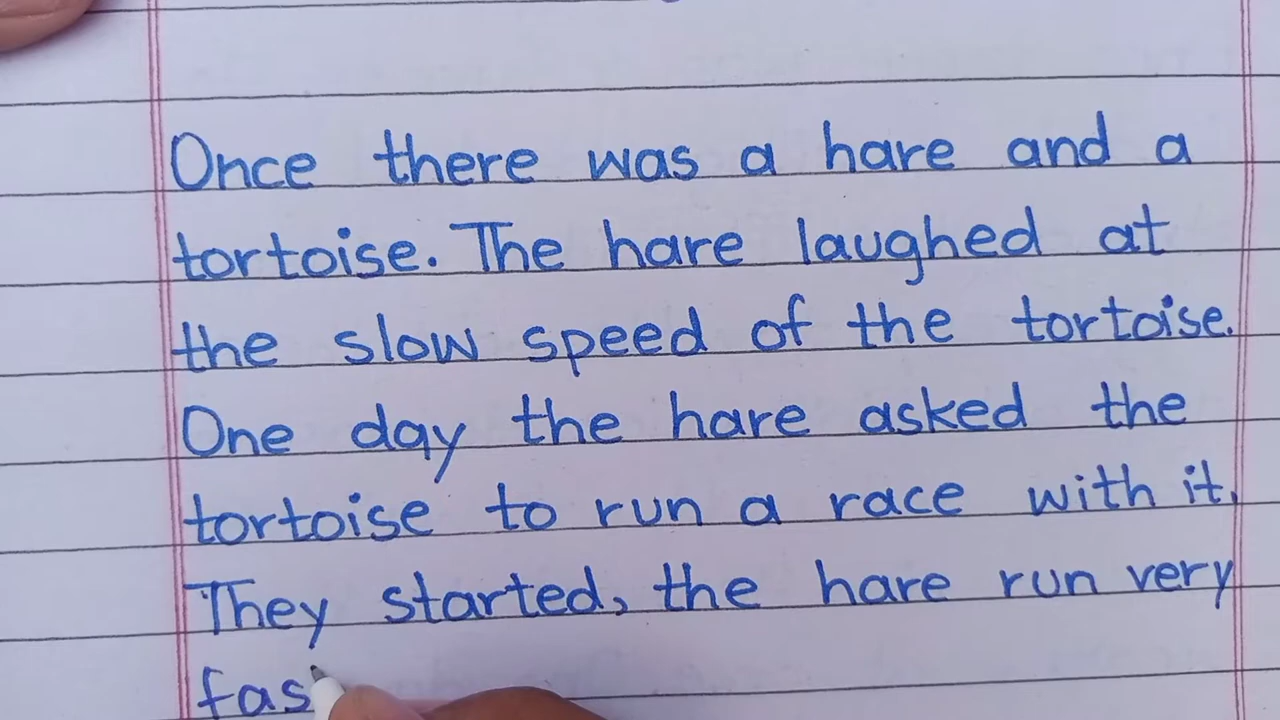 Once there was a hare and a
tortoise. The hare laughed at
the slow speed of the tortoise.
One day the hare asked the
tortoise to run a race with it.
They started, the hare run very
fas